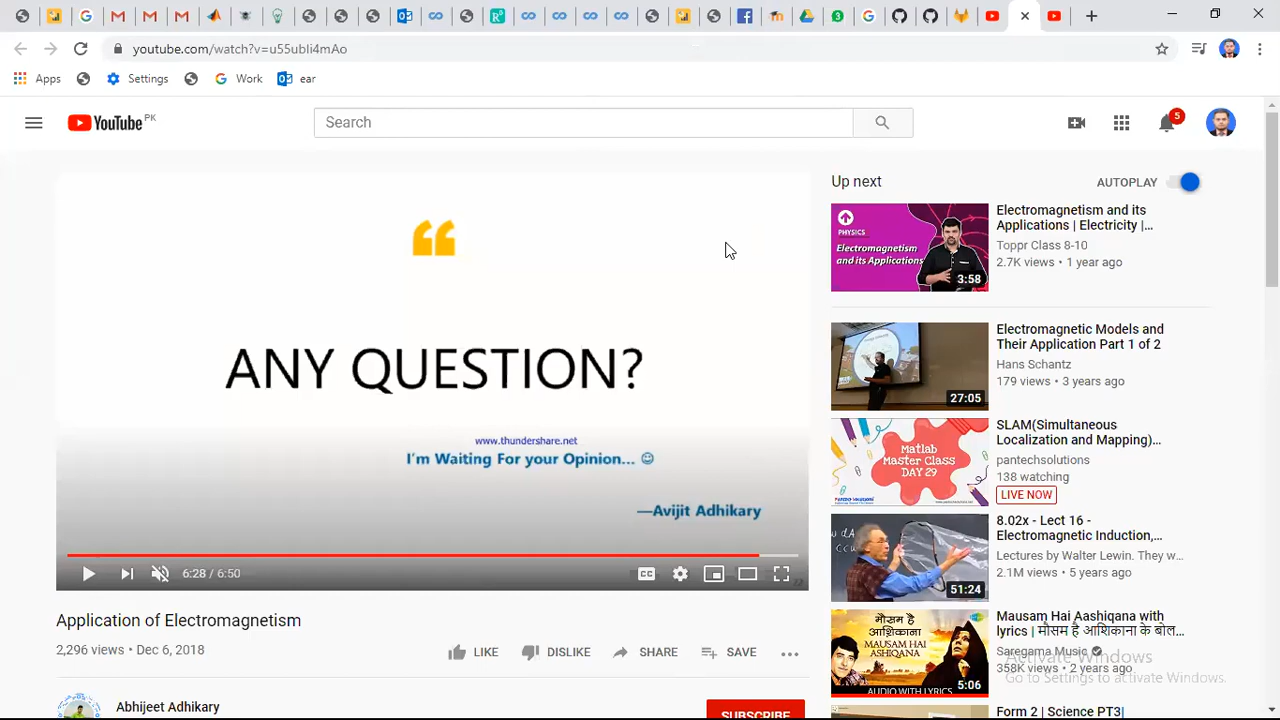 youtube.com/watch?v=u55ubli4mAo
Apps
Settings
Work
ear
YouTube PK
Search
5
“
ANY QUESTION?
www.thundershare.net
I'm Waiting For your Opinion... ☺
—Avijit Adhikary
6:28 / 6:50
CC
Application of Electromagnetism
2,296 views • Dec 6, 2018
LIKE
DISLIKE
SHARE
SAVE
Abhijeet Adhikary
SUBSCRIBE
Up next
AUTOPLAY
PHYSICS
Electromagnetism
and its Applications
3:58
Electromagnetism and its
Applications | Electricity |...
Toppr Class 8-10
2.7K views • 1 year ago
27:05
Electromagnetic Models and
Their Application Part 1 of 2
Hans Schantz
179 views • 3 years ago
Matlab
Master Class
DAY 29
SLAM(Simultaneous
Localization and Mapping)...
pantechsolutions
138 watching
LIVE NOW
51:24
8.02x - Lect 16 -
Electromagnetic Induction,...
Lectures by Walter Lewin. They w...
2.1M views • 5 years ago
मौसम है
आशिकाना
MAUSAM HAI
AASHIQANA
AUDIO WITH LYRICS
5:06
Mausam Hai Aashiqana with
lyrics | मौसम है आशिकाना के बोल...
Saregama Music
358K views • 2 years ago
Activate Windows
Go to Settings to activate Windows.
Form 2 | Science PT3|